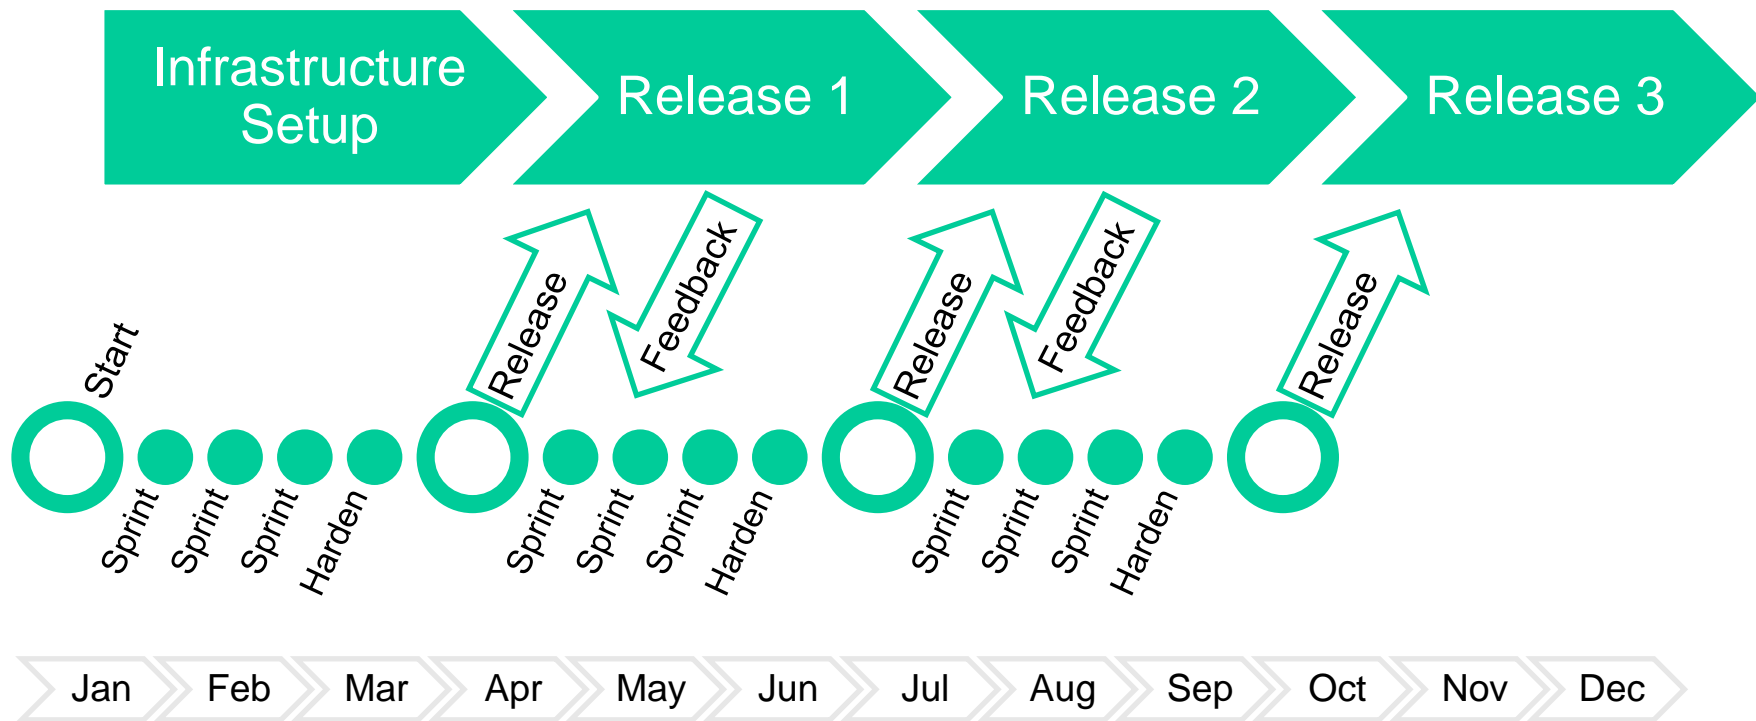 Infrastructure
Setup
Release 1
Release 2
Release 3
Release
Feedback
Release
Feedback
Release
Start
Sprint
Sprint
Sprint
Harden
Sprint
Sprint
Sprint
Harden
Sprint
Sprint
Sprint
Harden
Jan
Feb
Mar
Apr
May
Jun
Jul
Aug
Sep
Oct
Nov
Dec